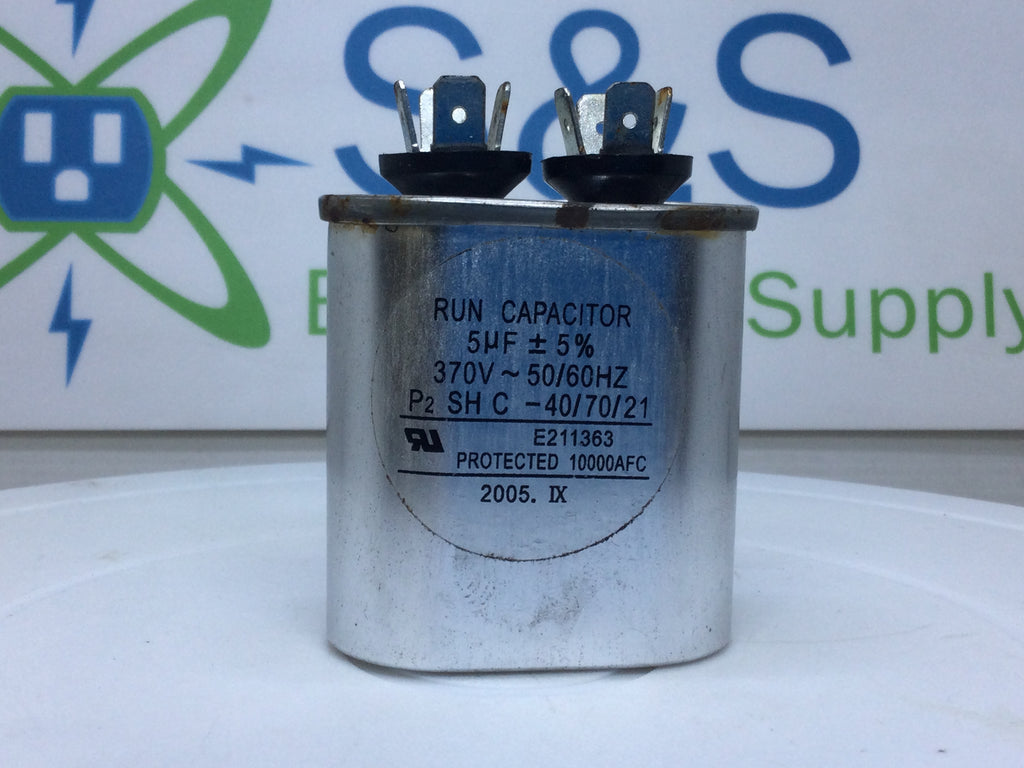 S&S
Supply
RUN CAPACITOR
5µF ± 5%
370V ~ 50/60HZ
P2 SH C -40/70/21
E211363
PROTECTED 10000AFC
2005. IX